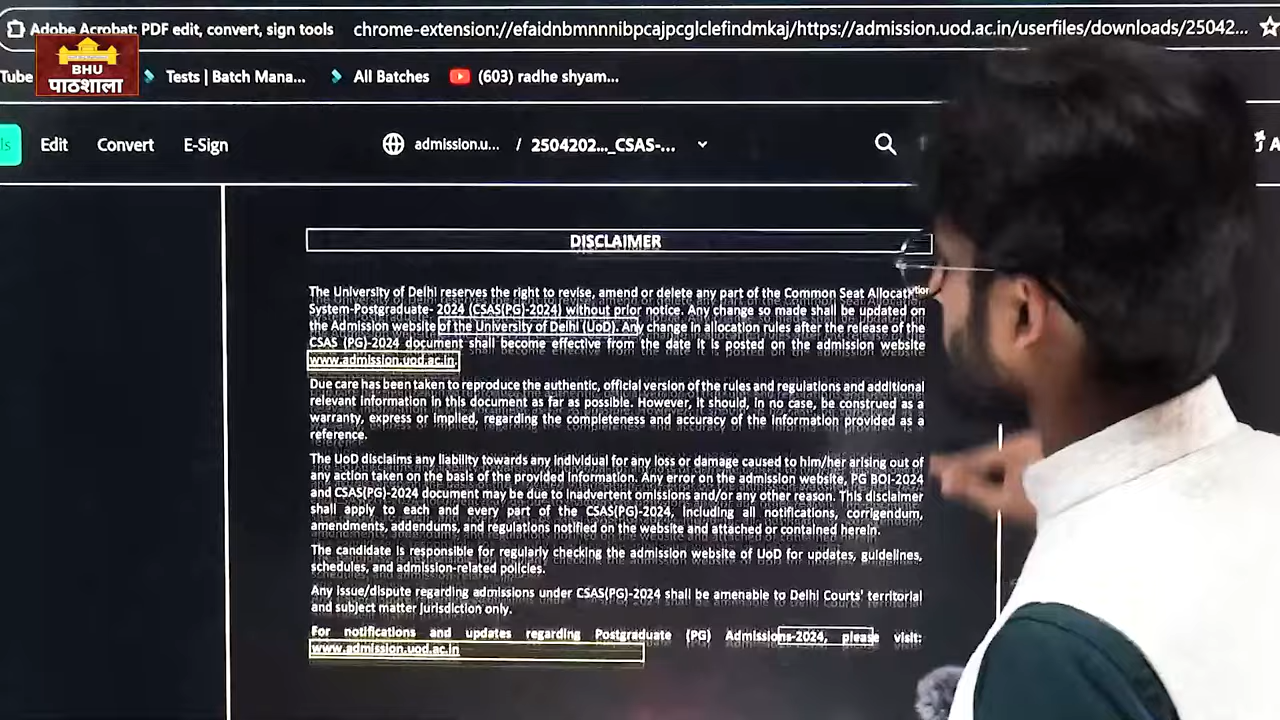 Adobe Acrobat: PDF edit, convert, sign tools chrome-extension://efaidnbmnnnibpcajpcglclefindmkaj/https://admission.uod.ac.in/userfiles/downloads/25042...
BHU
पाठशाला
Tube Tests | Batch Mana... All Batches (603) radhe shyam...
ls Edit Convert E-Sign admission.u... / 2504202..._CSAS-...
DISCLAIMER
The University of Delhi reserves the right to revise, amend or delete any part of the Common Seat Allocation
System-Postgraduate- 2024 (CSAS(PG)-2024) without prior notice. Any change so made shall be updated on
the Admission website of the University of Delhi (UoD). Any change in allocation rules after the release of the
CSAS (PG)-2024 document shall become effective from the date it is posted on the admission website
www.admission.uod.ac.in.
Due care has been taken to reproduce the authentic, official version of the rules and regulations and additional
relevant information in this document as far as possible. However, it should, in no case, be construed as a
warranty, express or implied, regarding the completeness and accuracy of the information provided as a
reference.
The UoD disclaims any liability towards any individual for any loss or damage caused to him/her arising out of
any action taken on the basis of the provided information. Any error on the admission website, PG BOI-2024
and CSAS(PG)-2024 document may be due to inadvertent omissions and/or any other reason. This disclaimer
shall apply to each and every part of the CSAS(PG)-2024, including all notifications, corrigendum,
amendments, addendums, and regulations notified on the website and attached or contained herein.
The candidate is responsible for regularly checking the admission website of UoD for updates, guidelines,
schedules, and admission-related policies.
Any issue/dispute regarding admissions under CSAS(PG)-2024 shall be amenable to Delhi Courts' territorial
and subject matter jurisdiction only.
For notifications and updates regarding Postgraduate (PG) Admissions-2024, please visit:
www.admission.uod.ac.in